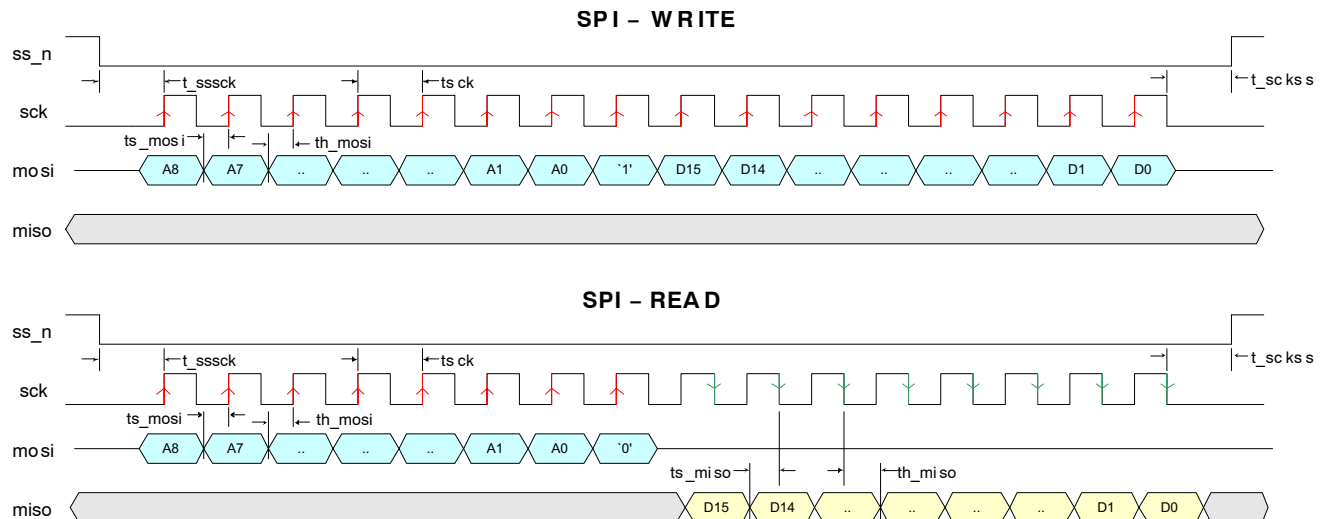 SPI – WRITE
ss_n
t_sssck ts ck t_sc ks s
sck
ts_mos i th_mosi
mo si A8 A7 .. .. .. A1 A0 `1' D15 D14 .. .. .. .. D1 D0
miso
SPI – READ
ss_n
t_sssck ts ck t_sc ks s
sck
ts_mosi th_mosi
mo si A8 A7 .. .. .. A1 A0 `0'
ts_mi so th_mi so
miso D15 D14 .. .. .. .. D1 D0